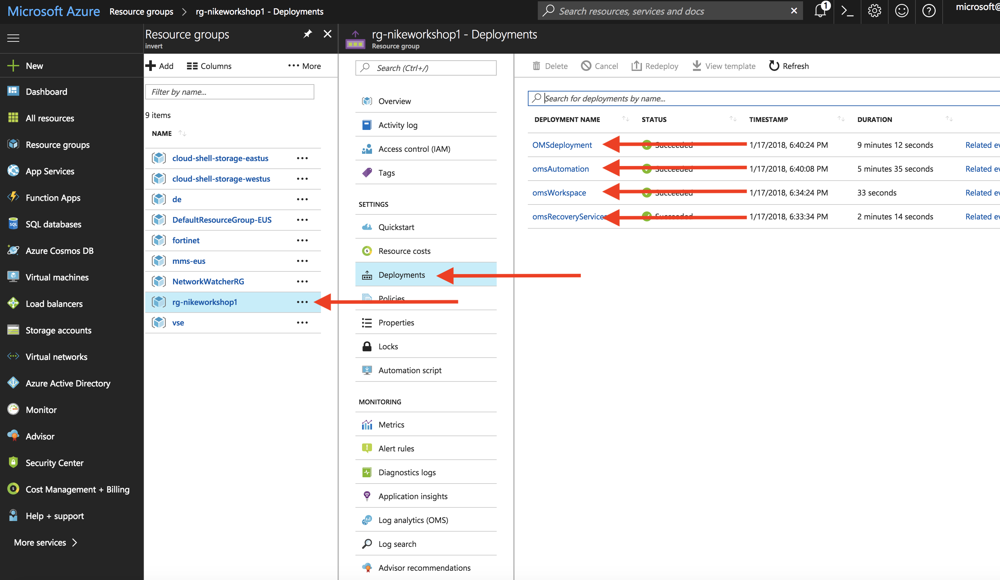 Microsoft Azure Resource groups > rg-nikeworkshop1 - Deployments
Search resources, services and docs
1
microsoft@
Resource groups
invert
rg-nikeworkshop1 - Deployments
Resource group
New
Dashboard
All resources
Resource groups
App Services
Function Apps
SQL databases
Azure Cosmos DB
Virtual machines
Load balancers
Storage accounts
Virtual networks
Azure Active Directory
Monitor
Advisor
Security Center
Cost Management + Billing
Help + support
More services >
Add Columns More
Filter by name...
9 items
NAME
cloud-shell-storage-eastus
cloud-shell-storage-westus
de
DefaultResourceGroup-EUS
fortinet
mms-eus
NetworkWatcherRG
rg-nikeworkshop1
vse
Search (Ctrl+/)
Overview
Activity log
Access control (IAM)
Tags
SETTINGS
Quickstart
Resource costs
Deployments
Policies
Properties
Locks
Automation script
MONITORING
Metrics
Alert rules
Diagnostics logs
Application insights
Log analytics (OMS)
Log search
Advisor recommendations
Delete Cancel Redeploy View template Refresh
Search for deployments by name...
DEPLOYMENT NAME STATUS TIMESTAMP DURATION
OMSdeployment Succeeded 1/17/2018, 6:40:24 PM 9 minutes 12 seconds Related ev
omsAutomation Succeeded 1/17/2018, 6:40:08 PM 5 minutes 35 seconds Related ev
omsWorkspace Succeeded 1/17/2018, 6:34:24 PM 33 seconds Related ev
omsRecoveryServices Succeeded 1/17/2018, 6:33:34 PM 2 minutes 14 seconds Related ev